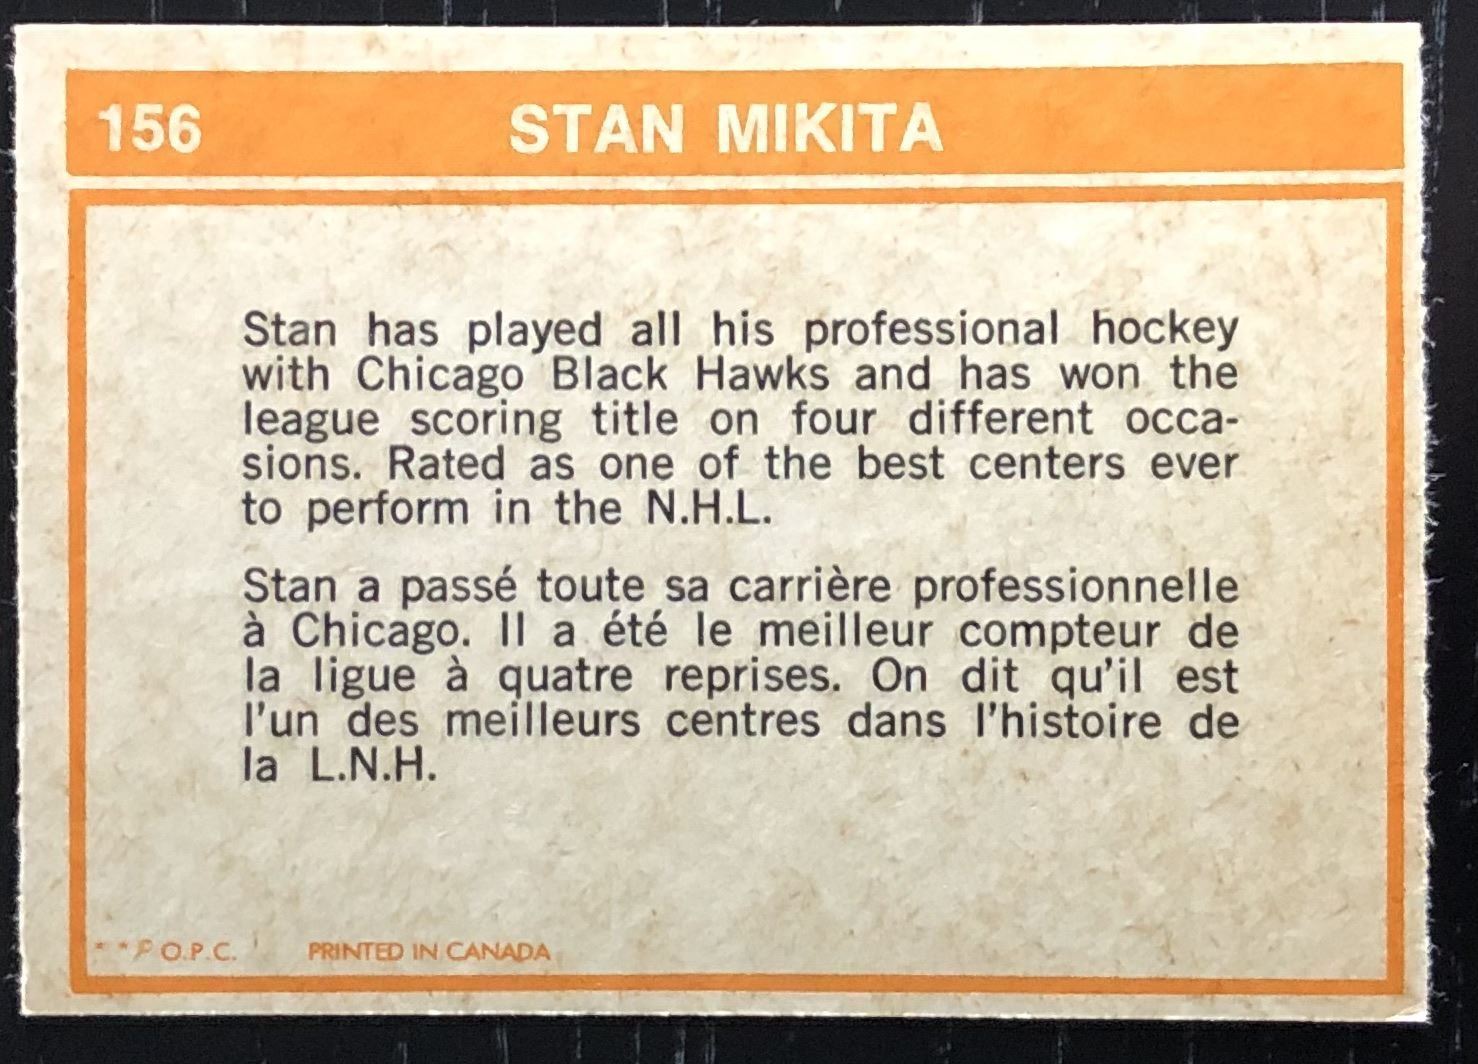 156 STAN MIKITA
Stan has played all his professional hockey
with Chicago Black Hawks and has won the
league scoring title on four different occa-
sions. Rated as one of the best centers ever
to perform in the N.H.L.
Stan a passé toute sa carrière professionnelle
à Chicago. Il a été le meilleur compteur de
la ligue à quatre reprises. On dit qu'il est
l'un des meilleurs centres dans l'histoire de
la L.N.H.
* * O.P.C. PRINTED IN CANADA